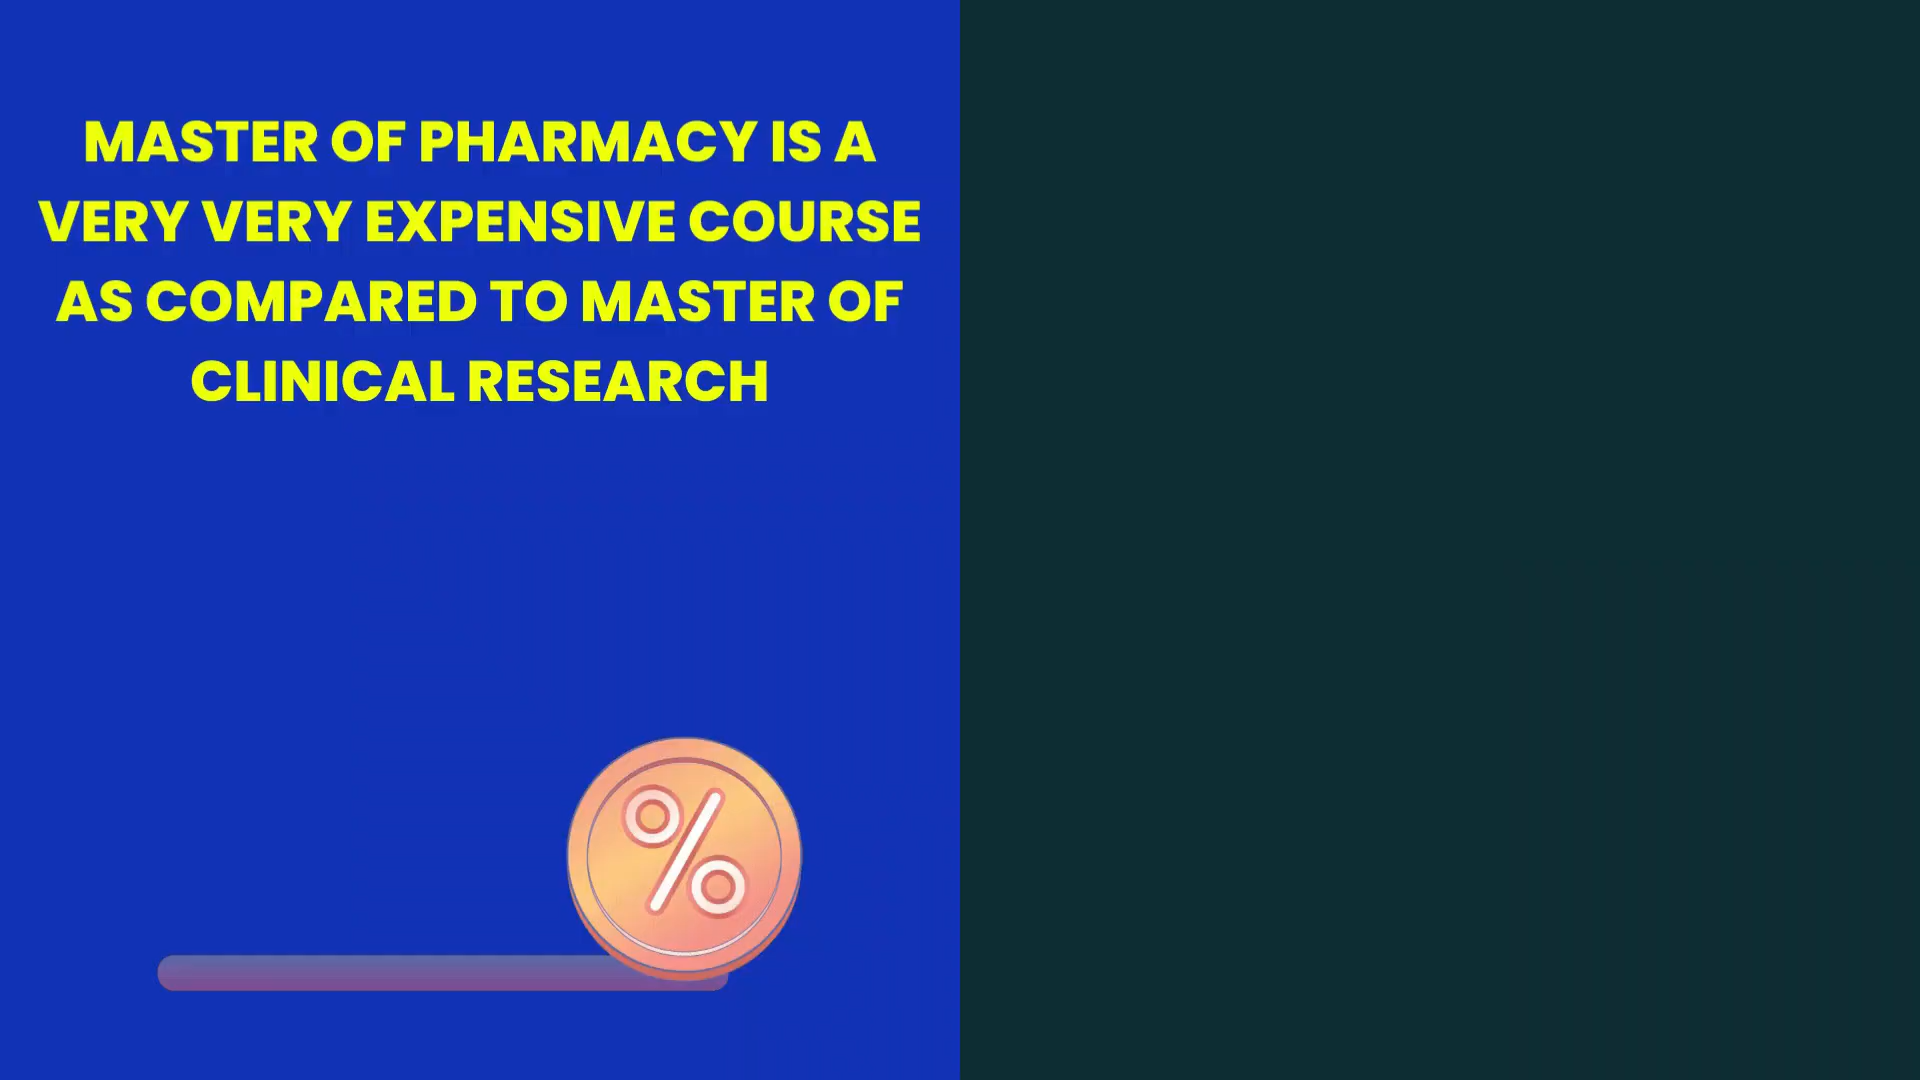 MASTER OF PHARMACY IS A
VERY VERY EXPENSIVE COURSE
AS COMPARED TO MASTER OF
CLINICAL RESEARCH
%